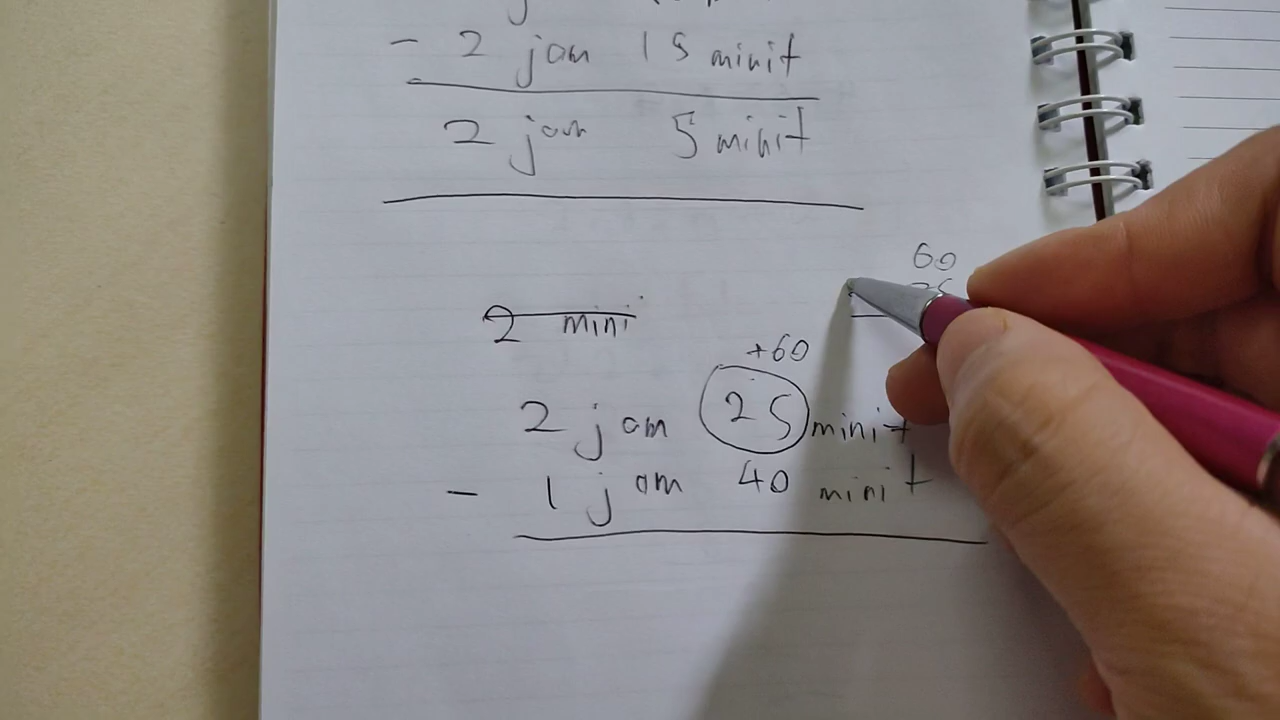 - 2 jam 15 minit
2 jam 5 minit
60
25
2 mini
+60
2 jam 25 minit
- 1 jam 40 minit